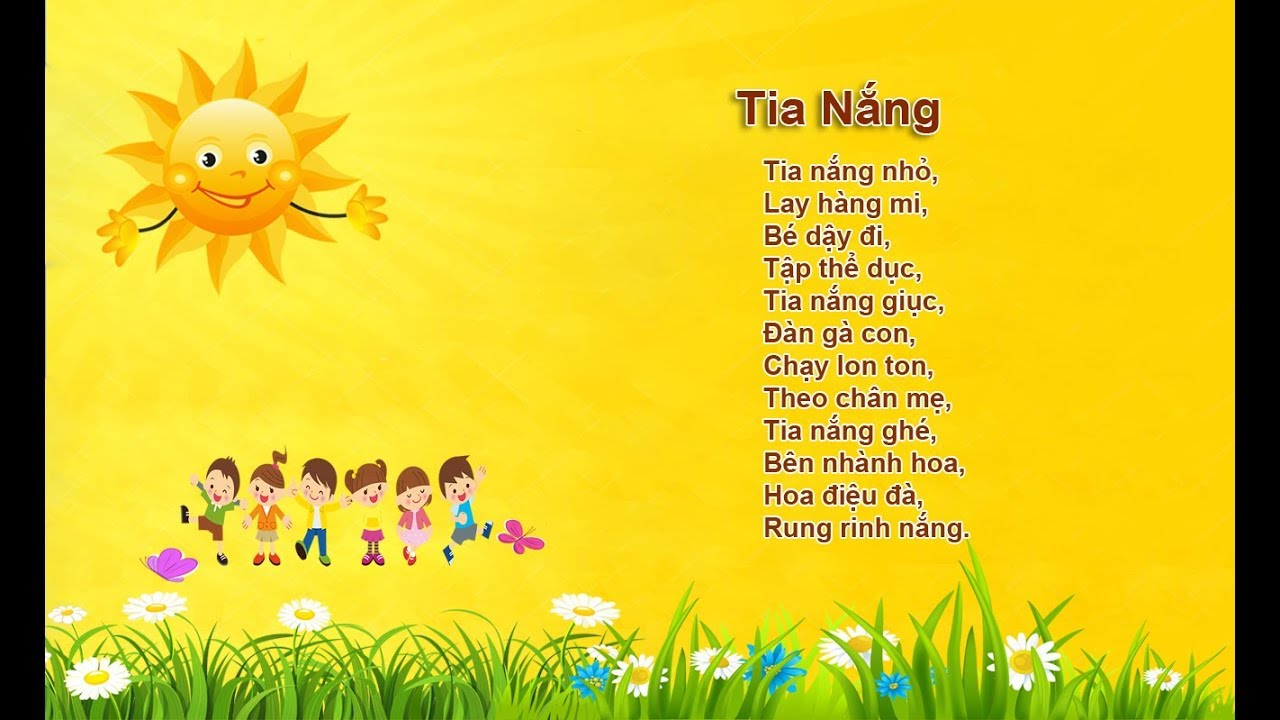 Tia Nắng
Tia nắng nhỏ,
Lay hàng mi,
Bé dậy đi,
Tập thể dục,
Tia nắng giục,
Đàn gà con,
Chạy lon ton,
Theo chân mẹ,
Tia nắng ghé,
Bên nhành hoa,
Hoa điệu đà,
Rung rinh nắng.